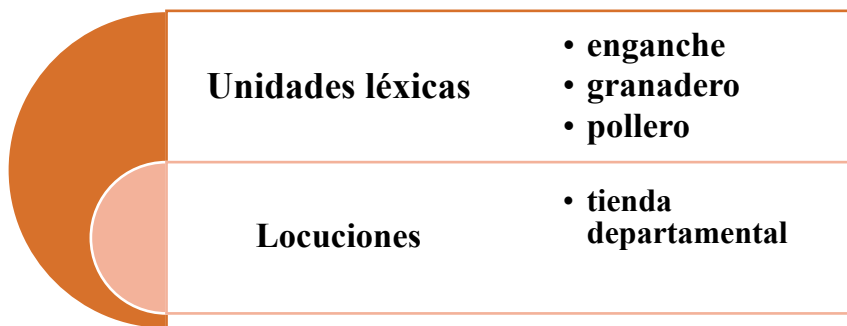 Unidades léxicas
• enganche
• granadero
• pollero
Locuciones
• tienda
departamental